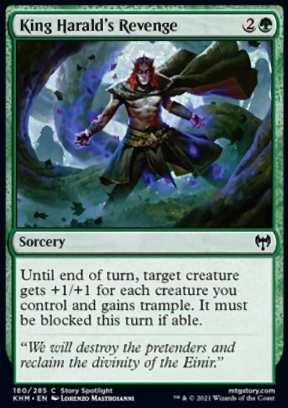 King Harald's Revenge 2
Sorcery
Until end of turn, target creature
gets +1/+1 for each creature you
control and gains trample. It must
be blocked this turn if able.
"We will destroy the pretenders and
reclaim the divinity of the Einir."
180/285 C Story Spotlight mtgstory.com
KHM • EN LORENZO MASTROIANNI ™ & © 2021 Wizards of the Coast